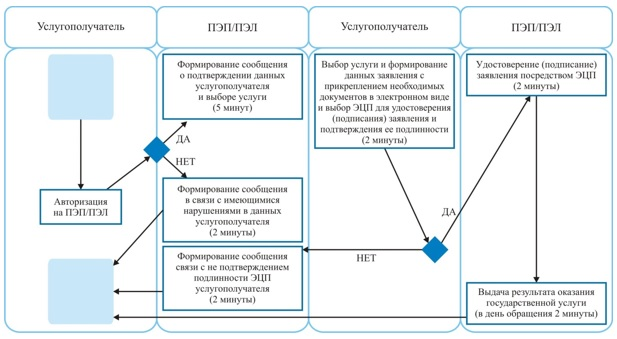 Услугополучатель
ПЭП/ПЭЛ
Услугополучатель
ПЭП/ПЭЛ
Формирование сообщения
о подтверждении данных
услугополучателя
и выборе услуги
(5 минут)
Выбор услуги и формирование
данных заявления с
прикреплением необходимых
документов в электронном виде
и выбор ЭЦП для удостоверения
(подписания) заявления и
подтверждения ее подлинности
(2 минуты)
Удостоверение (подписание)
заявления посредством ЭЦП
(2 минуты)
ДА
НЕТ
Авторизация
на ПЭП/ПЭЛ
Формирование сообщения
в связи с имеющимися
нарушениями в данных
услугополучателя
(2 минуты)
ДА
НЕТ
Формирование сообщения
связи с не подтверждением
подлинности ЭЦП
услугополучателя
(2 минуты)
Выдача результата оказания
государственной услуги
(в день обращения 2 минуты)